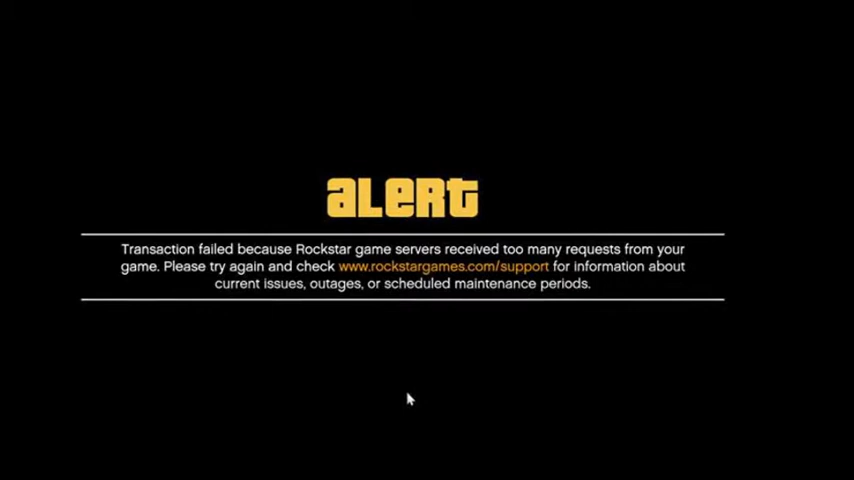 alert
Transaction failed because Rockstar game servers received too many requests from your
game. Please try again and check www.rockstargames.com/support for information about
current issues, outages, or scheduled maintenance periods.